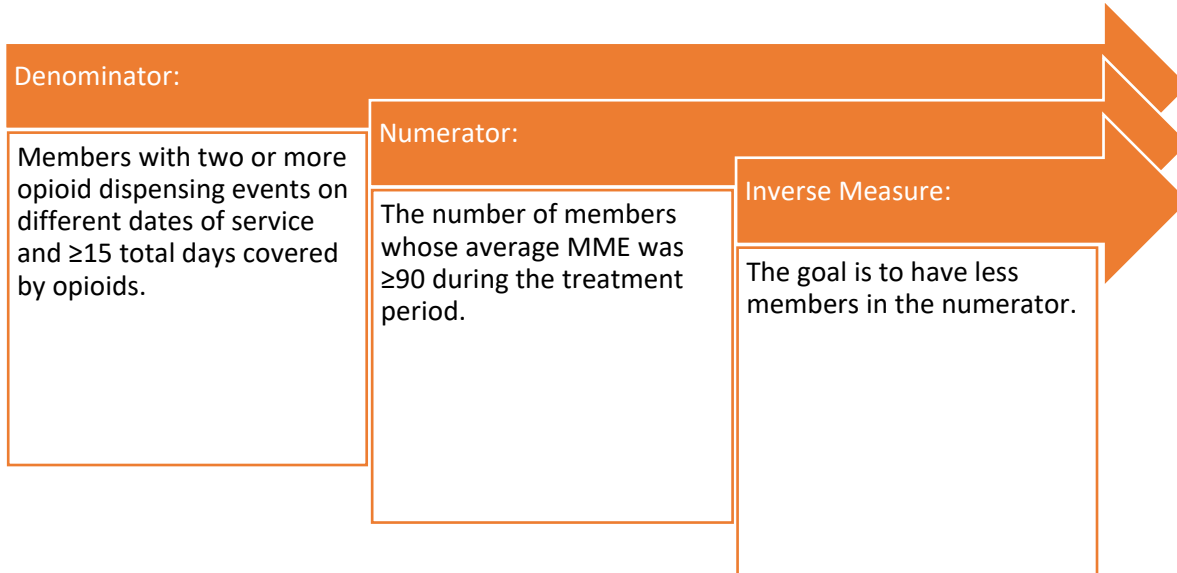 Denominator:
Members with two or more
opioid dispensing events on
different dates of service
and ≥15 total days covered
by opioids.
Numerator:
The number of members
whose average MME was
≥90 during the treatment
period.
Inverse Measure:
The goal is to have less
members in the numerator.